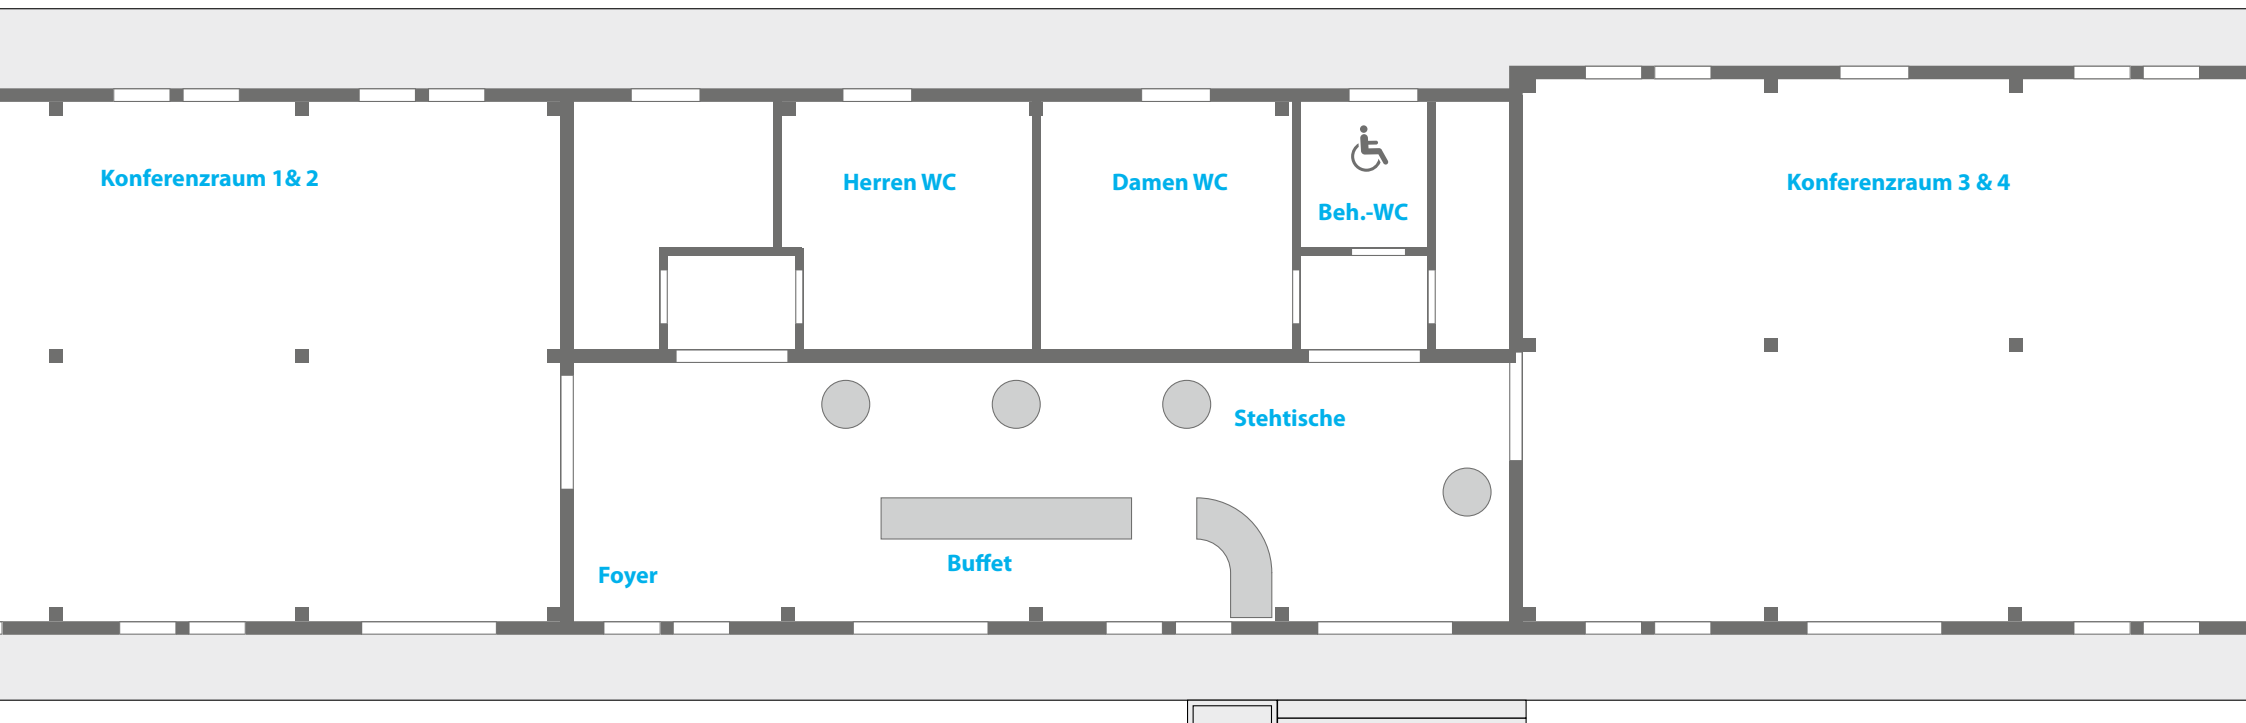 Konferenzraum 1& 2
Herren WC
Damen WC
Beh.-WC
Konferenzraum 3 & 4
Stehtische
Buffet
Foyer